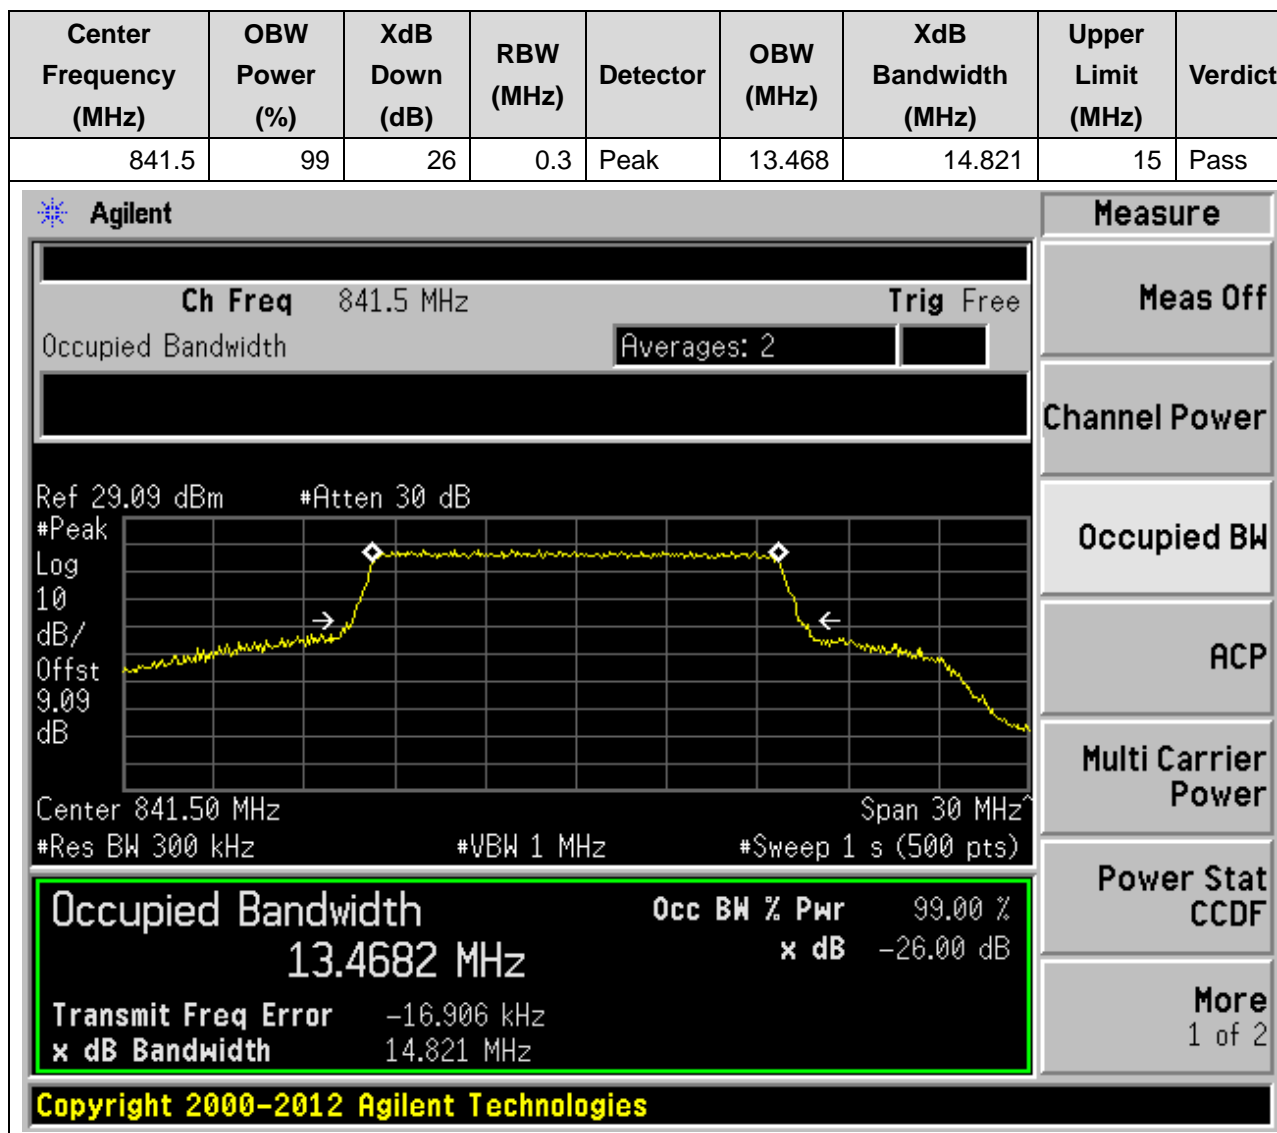 Center Frequency (MHz) OBW Power (%) XdB Down (dB) RBW (MHz) Detector OBW (MHz) XdB Bandwidth (MHz) Upper Limit (MHz) Verdict
841.5 99 26 0.3 Peak 13.468 14.821 15 Pass
Agilent
Measure
Ch Freq 841.5 MHz Trig Free
Meas Off
Occupied Bandwidth Averages: 2
Channel Power
Ref 29.09 dBm #Atten 30 dB
#Peak
Log
10
dB/
Offst
9.09
dB
Occupied BW
ACP
Multi Carrier
Power
Center 841.50 MHz Span 30 MHz^
#Res BW 300 kHz #VBW 1 MHz #Sweep 1 s (500 pts)
Power Stat
CCDF
Occupied Bandwidth Occ BW % Pwr 99.00 %
13.4682 MHz x dB -26.00 dB
Transmit Freq Error -16.906 kHz
x dB Bandwidth 14.821 MHz
More
1 of 2
Copyright 2000-2012 Agilent Technologies